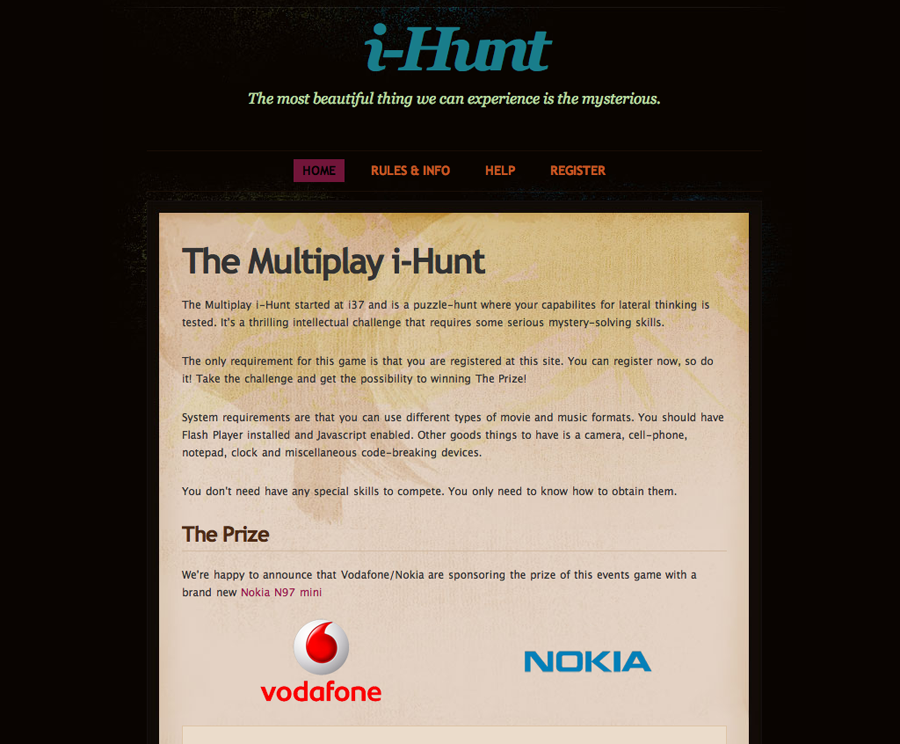 i-Hunt
The most beautiful thing we can experience is the mysterious.
HOME RULES & INFO HELP REGISTER
The Multiplay i-Hunt
The Multiplay i-Hunt started at i37 and is a puzzle-hunt where your capabilites for lateral thinking is
tested. It's a thrilling intellectual challenge that requires some serious mystery-solving skills.
The only requirement for this game is that you are registered at this site. You can register now, so do
it! Take the challenge and get the possibility to winning The Prize!
System requirements are that you can use different types of movie and music formats. You should have
Flash Player installed and Javascript enabled. Other goods things to have is a camera, cell-phone,
notepad, clock and miscellaneous code-breaking devices.
You don't need have any special skills to compete. You only need to know how to obtain them.
The Prize
We're happy to announce that Vodafone/Nokia are sponsoring the prize of this events game with a
brand new Nokia N97 mini
vodafone
NOKIA